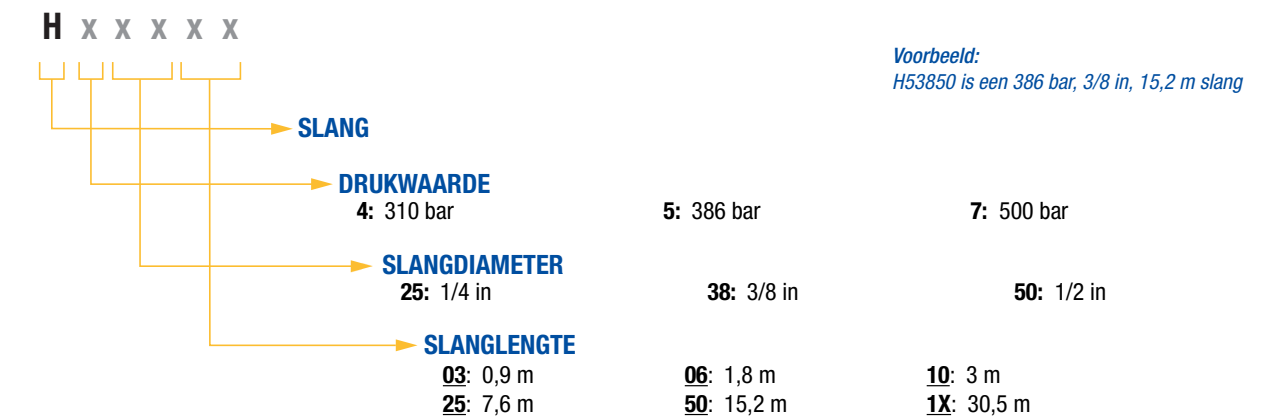 H x x x x x
Voorbeeld:
H53850 is een 386 bar, 3/8 in, 15,2 m slang
SLANG
DRUKWAARDE
4: 310 bar 5: 386 bar 7: 500 bar
SLANGDIAMETER
25: 1/4 in 38: 3/8 in 50: 1/2 in
SLANGLENGTE
03: 0,9 m 06: 1,8 m 10: 3 m
25: 7,6 m 50: 15,2 m 1X: 30,5 m